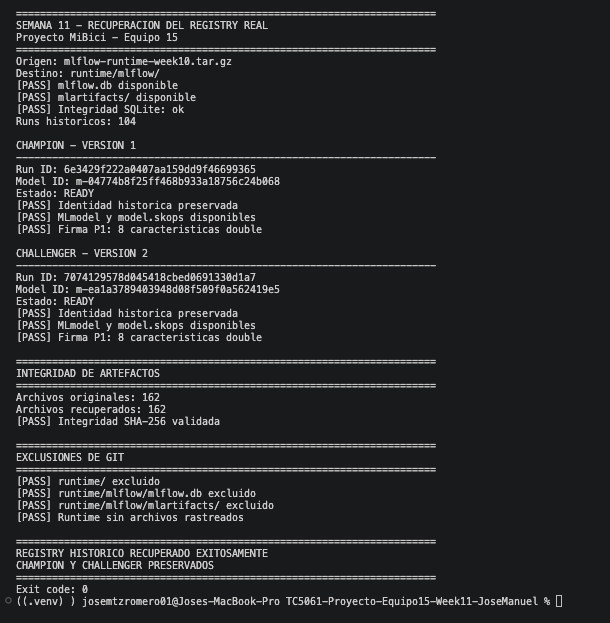 ======================================================================
SEMANA 11 - RECUPERACION DEL REGISTRY REAL
Proyecto MiBici - Equipo 15
======================================================================
Origen: mlflow-runtime-week10.tar.gz
Destino: runtime/mlflow/
[PASS] mlflow.db disponible
[PASS] mlartifacts/ disponible
[PASS] Integridad SQLite: ok
Runs historicos: 104

CHAMPION - VERSION 1
----------------------------------------------------------------------
Run ID: 6e3429f222a0407aa159dd9f46699365
Model ID: m-04774b8f25ff468b933a18756c24b068
Estado: READY
[PASS] Identidad historica preservada
[PASS] MLmodel y model.skops disponibles
[PASS] Firma P1: 8 caracteristicas double

CHALLENGER - VERSION 2
----------------------------------------------------------------------
Run ID: 7074129578d045418cbed0691330d1a7
Model ID: m-ea1a3789403948d08f509f0a562419e5
Estado: READY
[PASS] Identidad historica preservada
[PASS] MLmodel y model.skops disponibles
[PASS] Firma P1: 8 caracteristicas double

======================================================================
INTEGRIDAD DE ARTEFACTOS
======================================================================
Archivos originales: 162
Archivos recuperados: 162
[PASS] Integridad SHA-256 validada

======================================================================
EXCLUSIONES DE GIT
======================================================================
[PASS] runtime/ excluido
[PASS] runtime/mlflow/mlflow.db excluido
[PASS] runtime/mlflow/mlartifacts/ excluido
[PASS] Runtime sin archivos rastreados

======================================================================
REGISTRY HISTORICO RECUPERADO EXITOSAMENTE
CHAMPION Y CHALLENGER PRESERVADOS
======================================================================
Exit code: 0
((.venv) ) josemtzromero01@Joses-MacBook-Pro TC5061-Proyecto-Equipo15-Week11-JoseManuel %